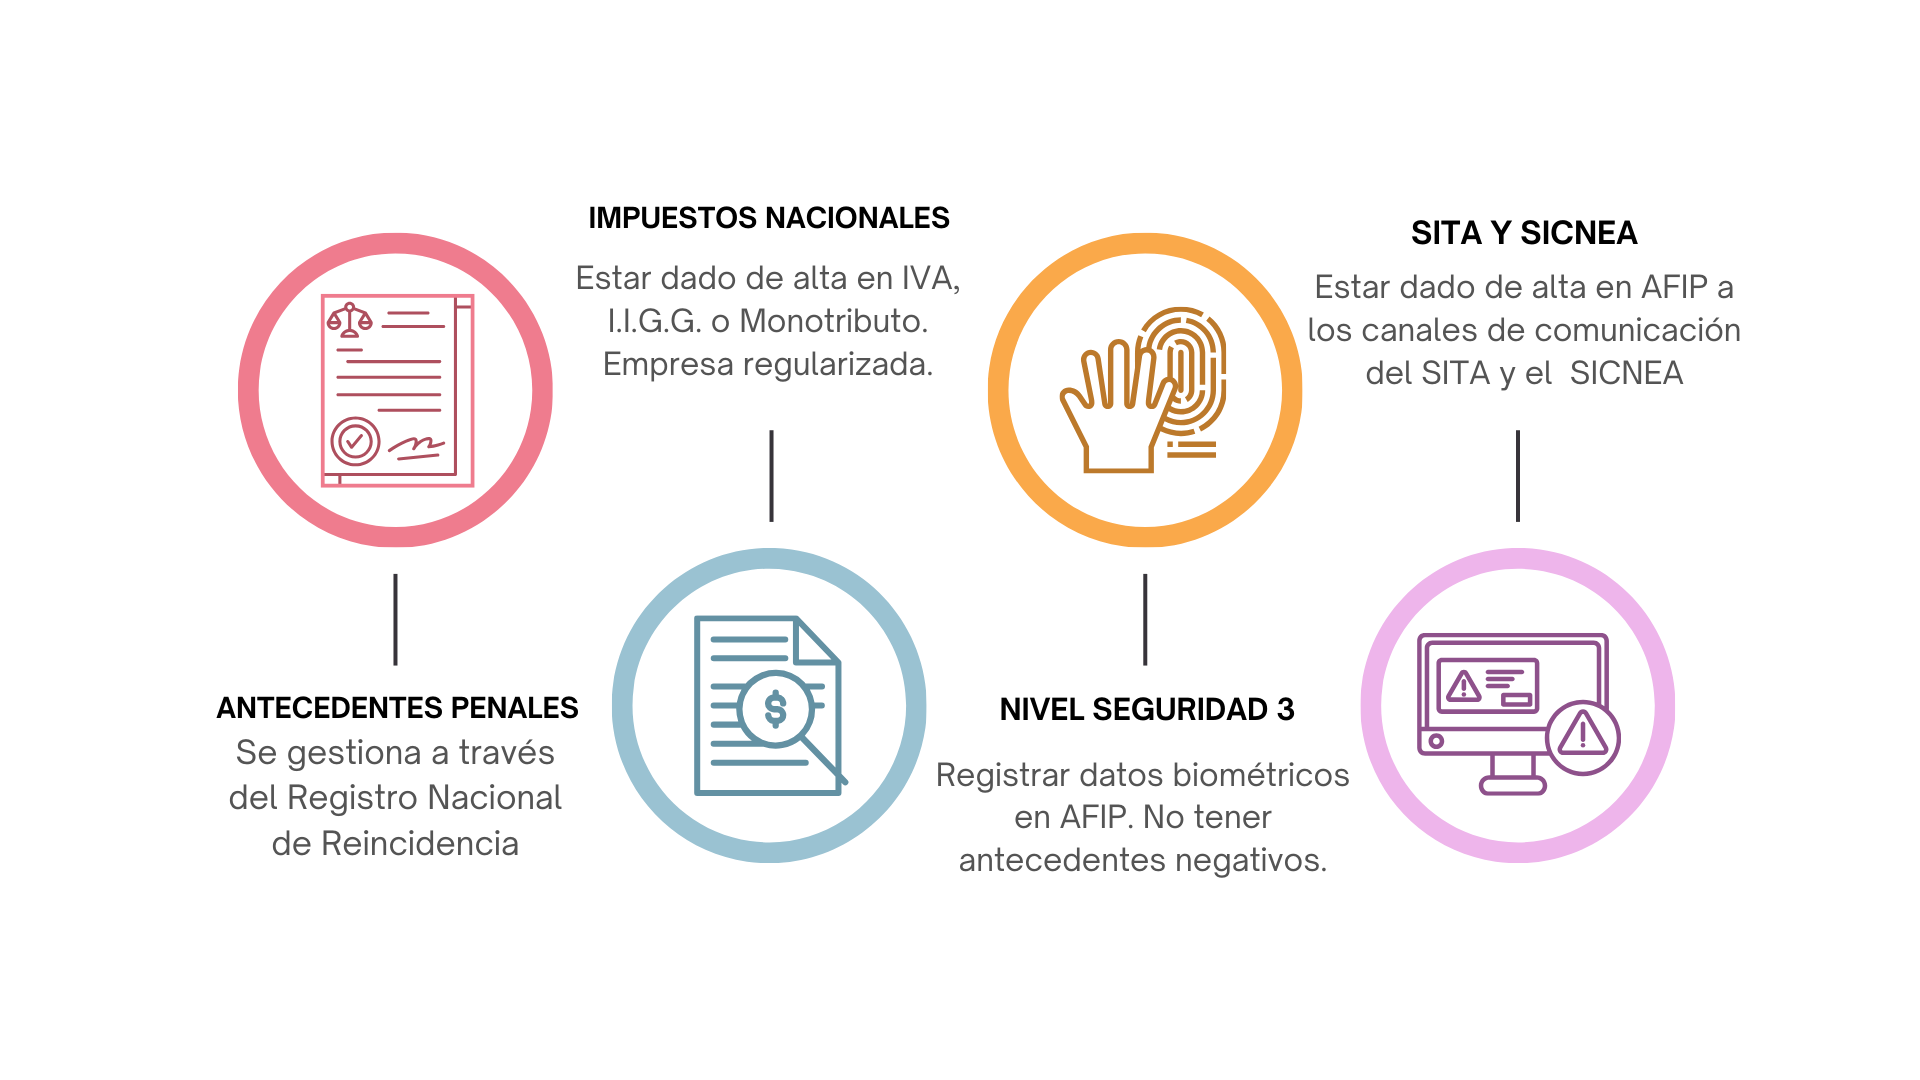 ANTECEDENTES PENALES
Se gestiona a través
del Registro Nacional
de Reincidencia
IMPUESTOS NACIONALES
Estar dado de alta en IVA,
I.I.G.G. o Monotributo.
Empresa regularizada.
$
NIVEL SEGURIDAD 3
Registrar datos biométricos
en AFIP. No tener
antecedentes negativos.
SITA Y SICNEA
Estar dado de alta en AFIP a
los canales de comunicación
del SITA y el  SICNEA